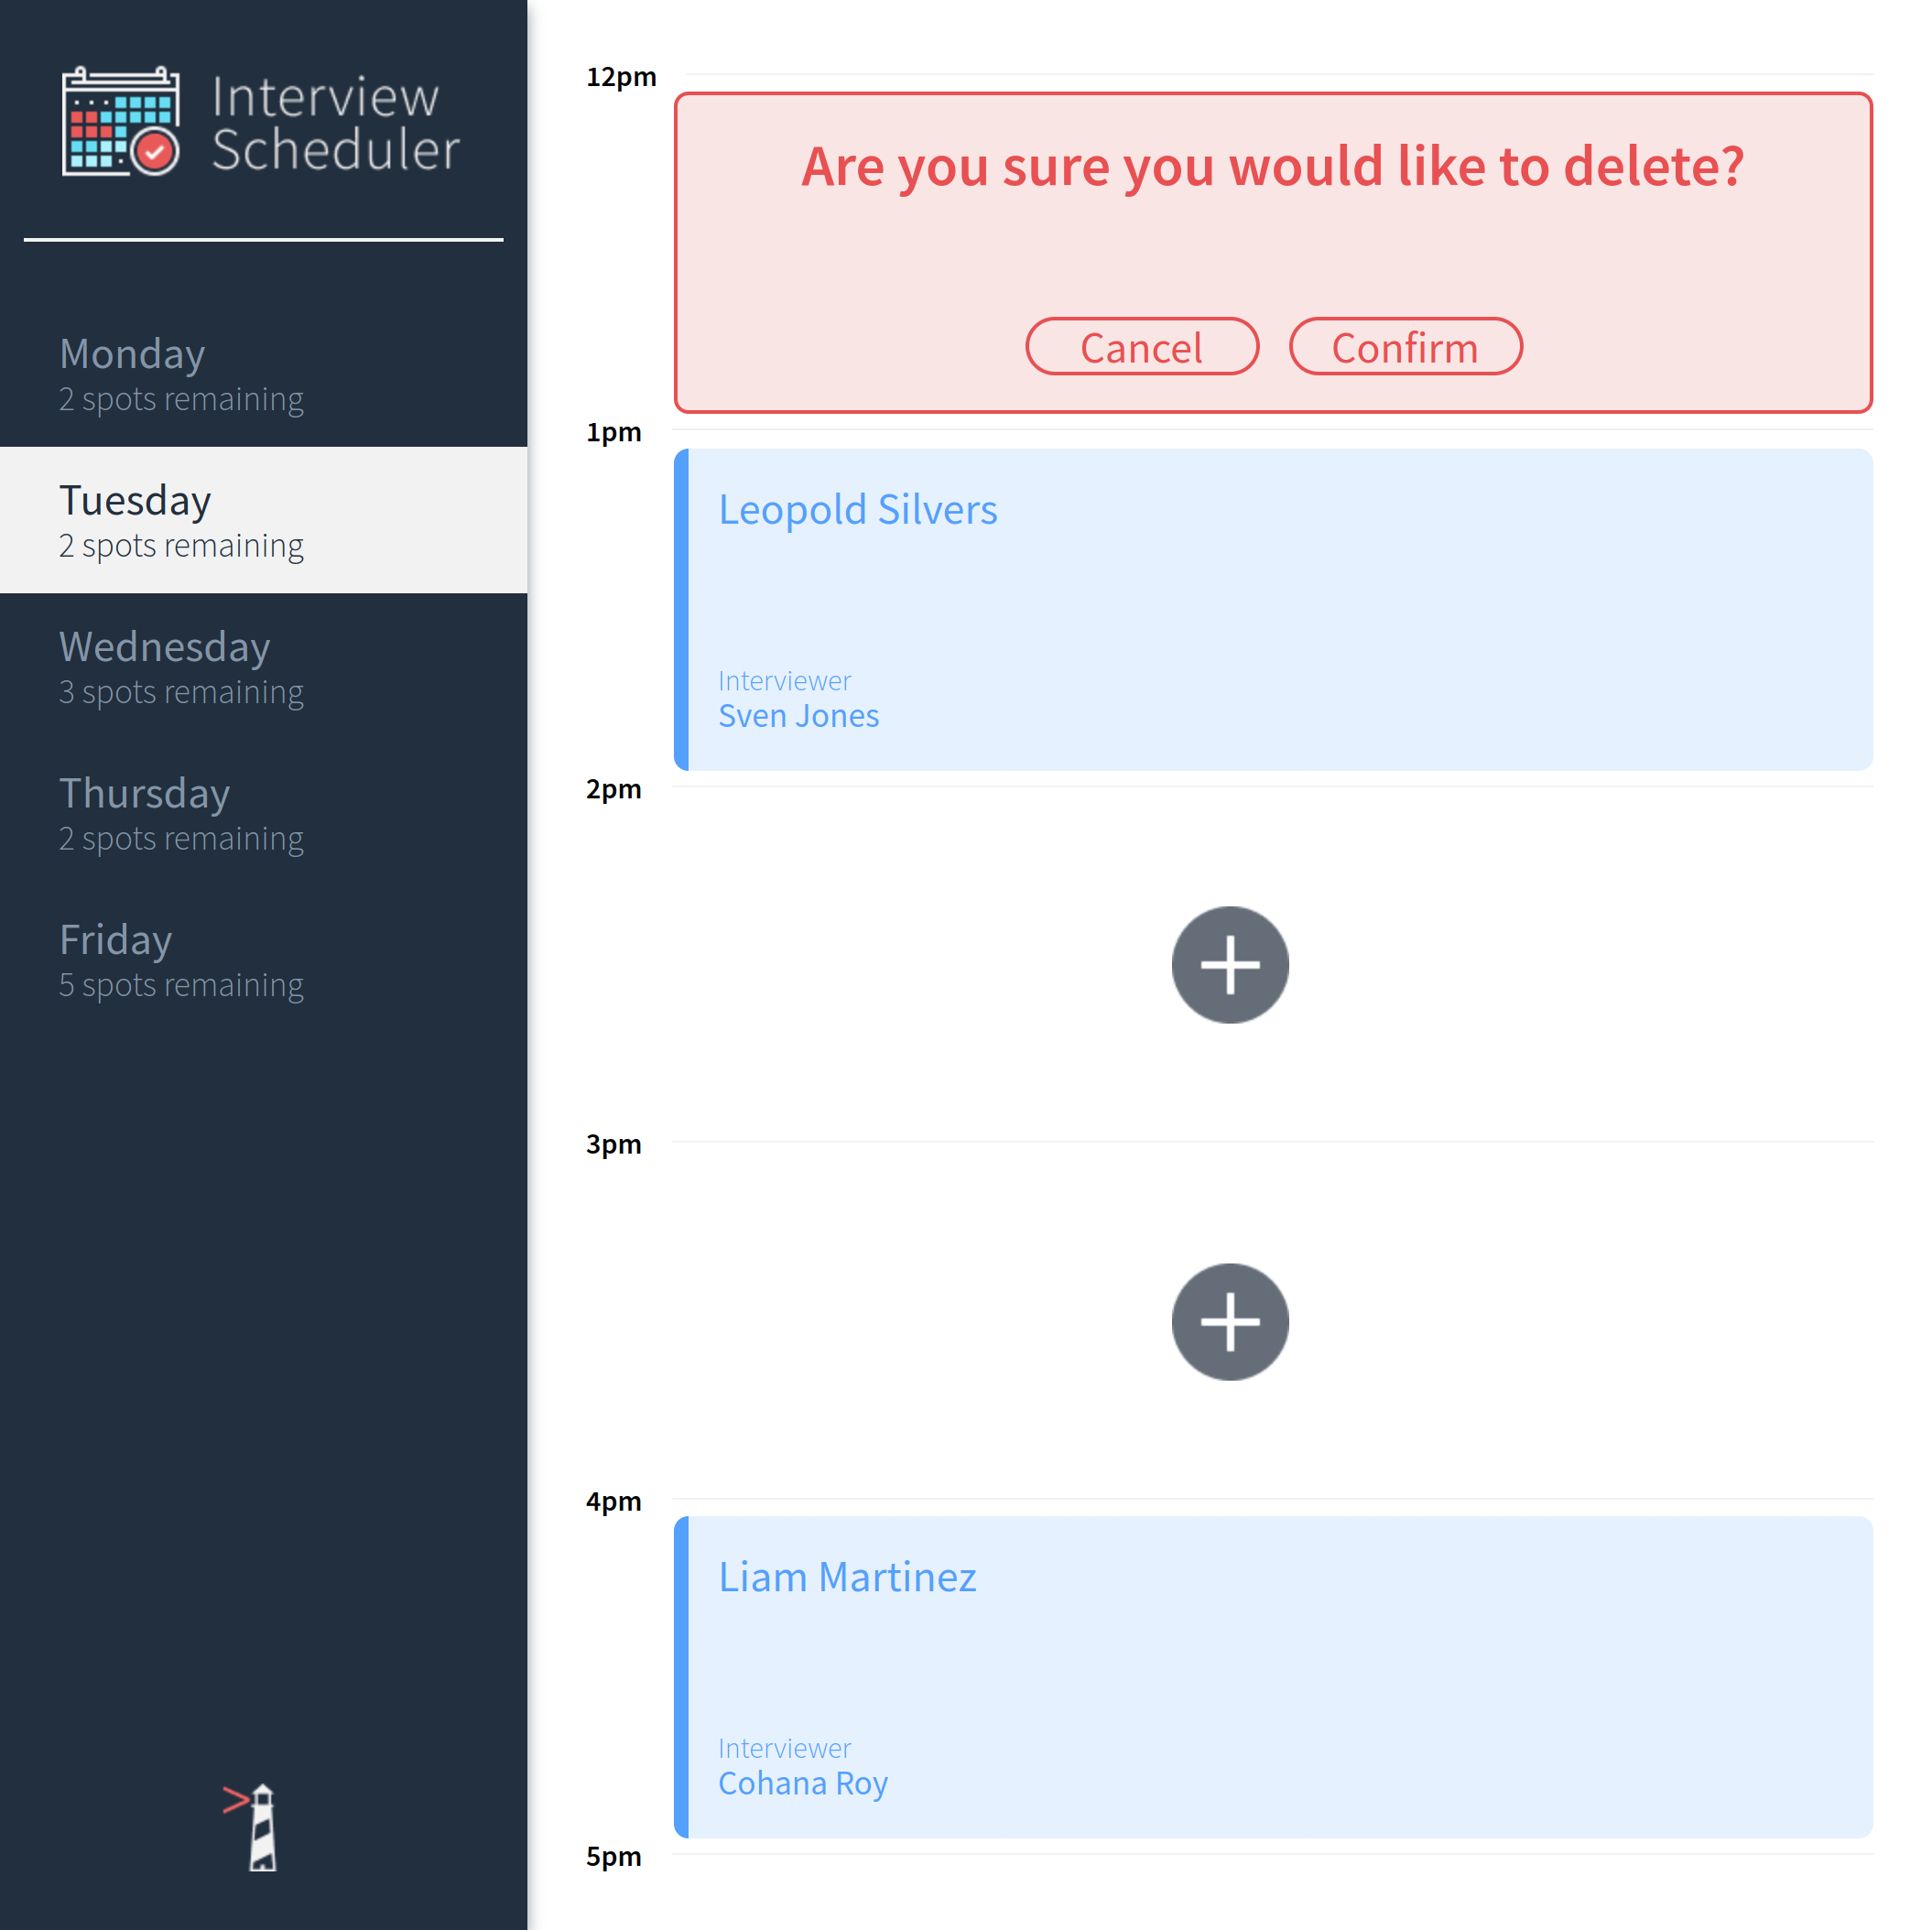 Interview
Scheduler
Monday
2 spots remaining
Tuesday
2 spots remaining
Wednesday
3 spots remaining
Thursday
2 spots remaining
Friday
5 spots remaining
12pm
Are you sure you would like to delete?
Cancel Confirm
1pm
Leopold Silvers
Interviewer
Sven Jones
2pm
3pm
4pm
Liam Martinez
Interviewer
Cohana Roy
5pm